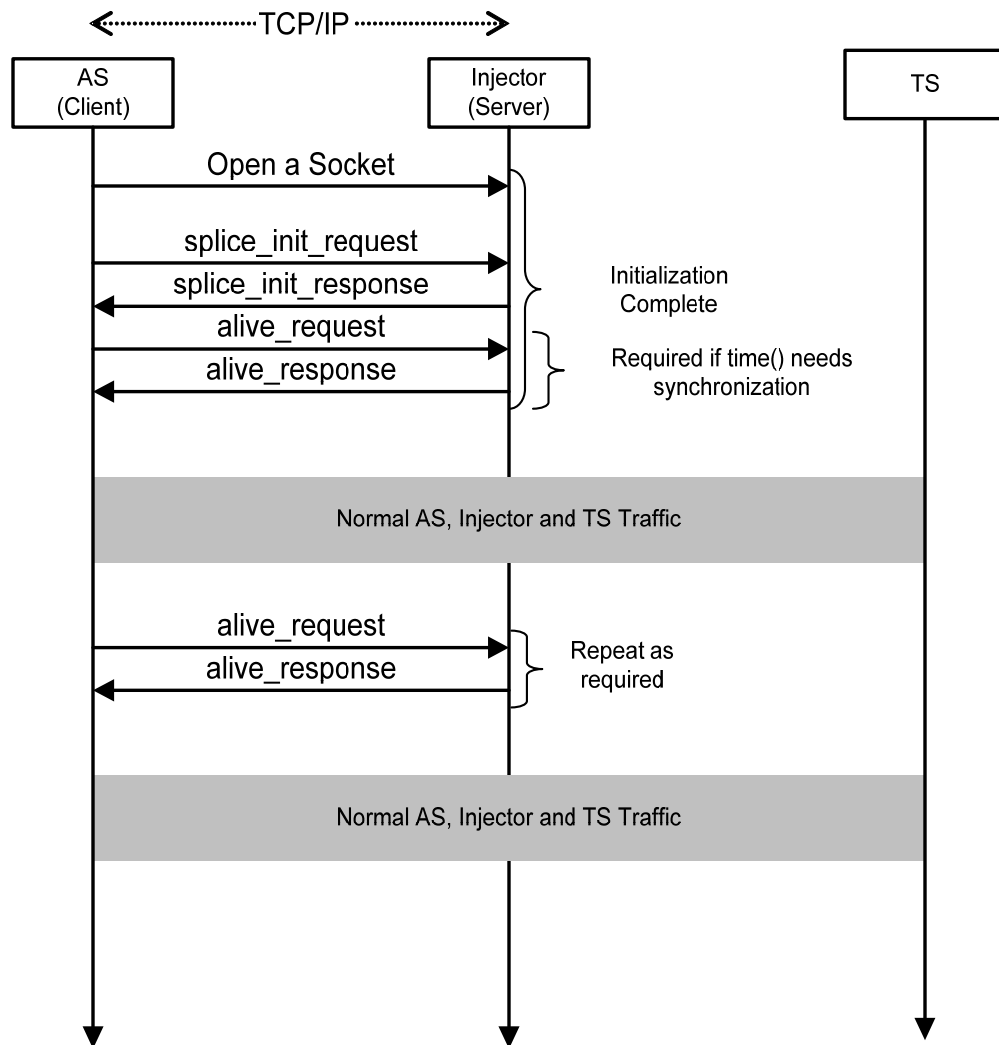 TCP/IP
AS
(Client)
Injector
(Server)
TS
Open a Socket
splice_init_request
splice_init_response
Initialization
Complete
alive_request
alive_response
Required if time() needs
synchronization
Normal AS, Injector and TS Traffic
alive_request
alive_response
Repeat as
required
Normal AS, Injector and TS Traffic